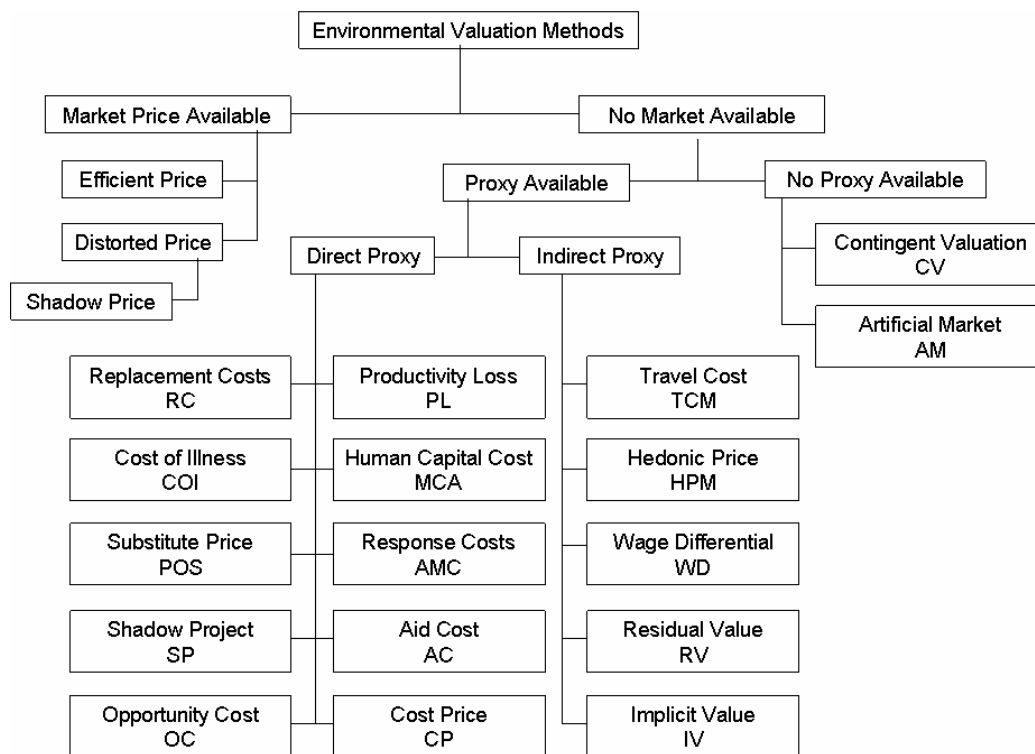 Environmental Valuation Methods
Market Price Available
No Market Available
Efficient Price
Proxy Available
No Proxy Available
Distorted Price
Direct Proxy
Indirect Proxy
Contingent Valuation
CV
Shadow Price
Artificial Market
AM
Replacement Costs
RC
Productivity Loss
PL
Travel Cost
TCM
Cost of Illness
COI
Human Capital Cost
MCA
Hedonic Price
HPM
Substitute Price
POS
Response Costs
AMC
Wage Differential
WD
Shadow Project
SP
Aid Cost
AC
Residual Value
RV
Opportunity Cost
OC
Cost Price
CP
Implicit Value
IV